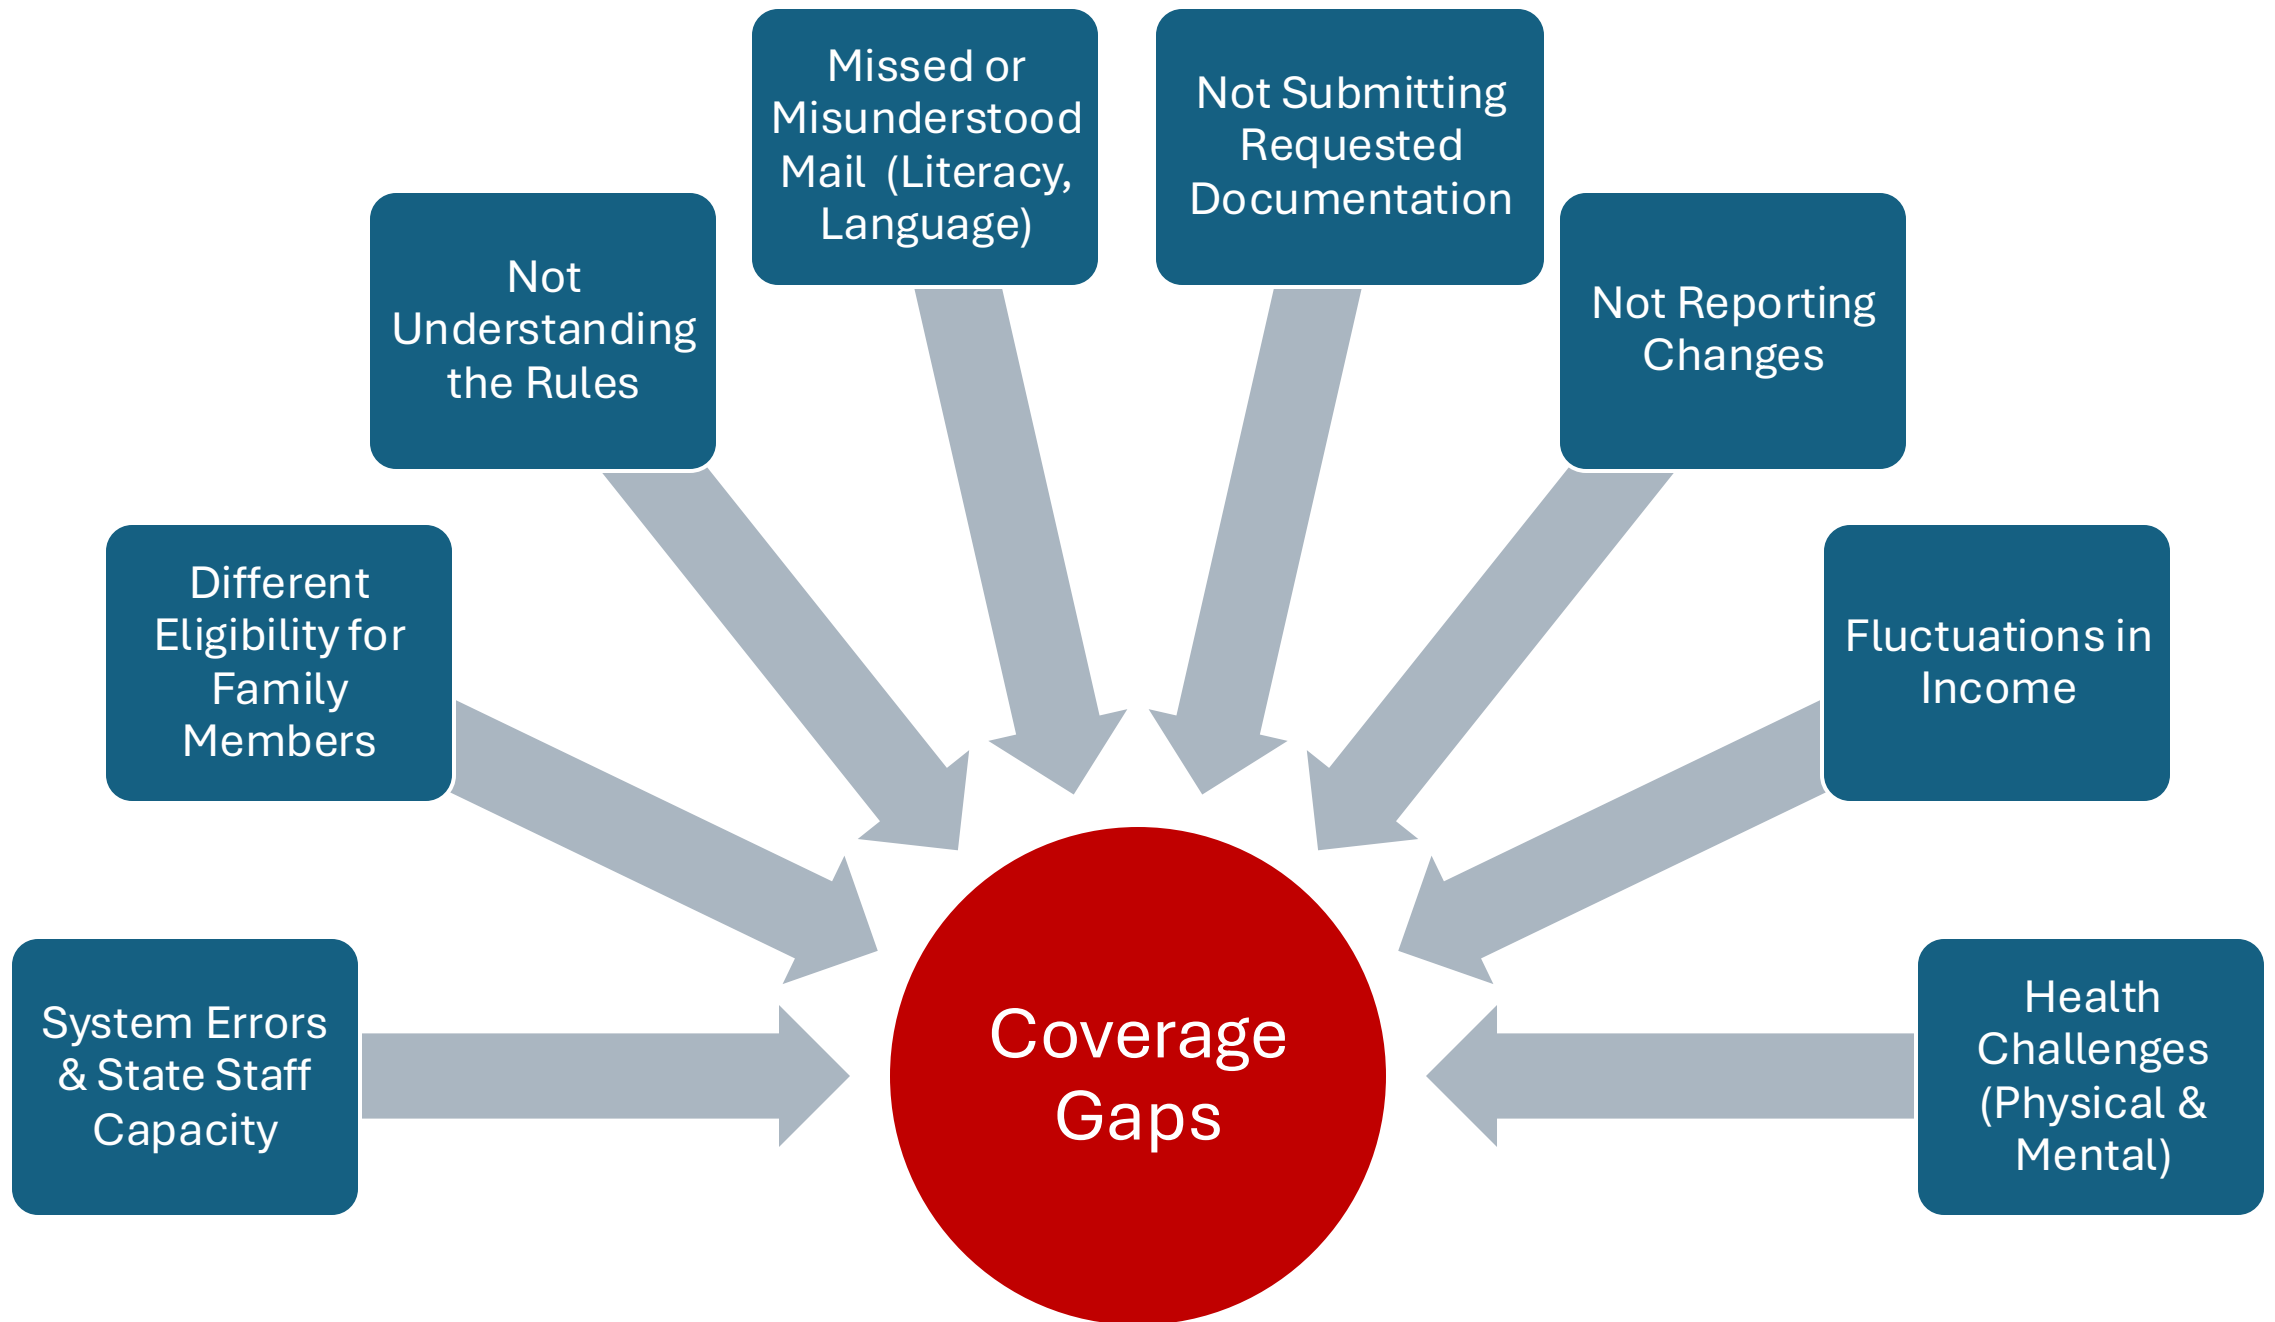 Missed or
Misunderstood
Mail (Literacy,
Language)
Not Submitting
Requested
Documentation
Not
Understanding
the Rules
Not Reporting
Changes
Different
Eligibility for
Family
Members
Fluctuations in
Income
System Errors
& State Staff
Capacity
Coverage
Gaps
Health
Challenges
(Physical &
Mental)